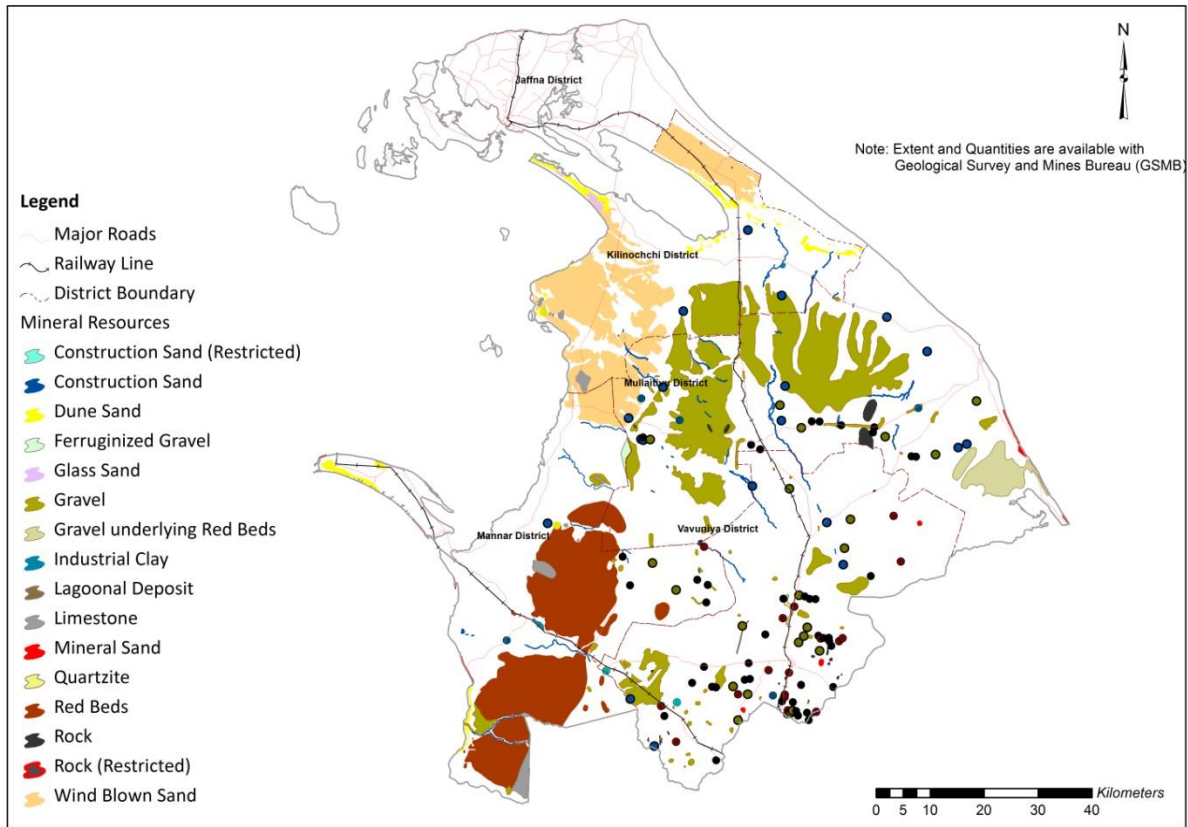 N
Jaffna District
Note: Extent and Quantities are available with
Geological Survey and Mines Bureau (GSMB)
Kilinochchi District
Mullaitivu District
Mannar District
Vavuniya District
Legend
Major Roads
Railway Line
District Boundary
Mineral Resources
Construction Sand (Restricted)
Construction Sand
Dune Sand
Ferruginized Gravel
Glass Sand
Gravel
Gravel underlying Red Beds
Industrial Clay
Lagoonal Deposit
Limestone
Mineral Sand
Quartzite
Red Beds
Rock
Rock (Restricted)
Wind Blown Sand
Kilometers
0 5 10 20 30 40